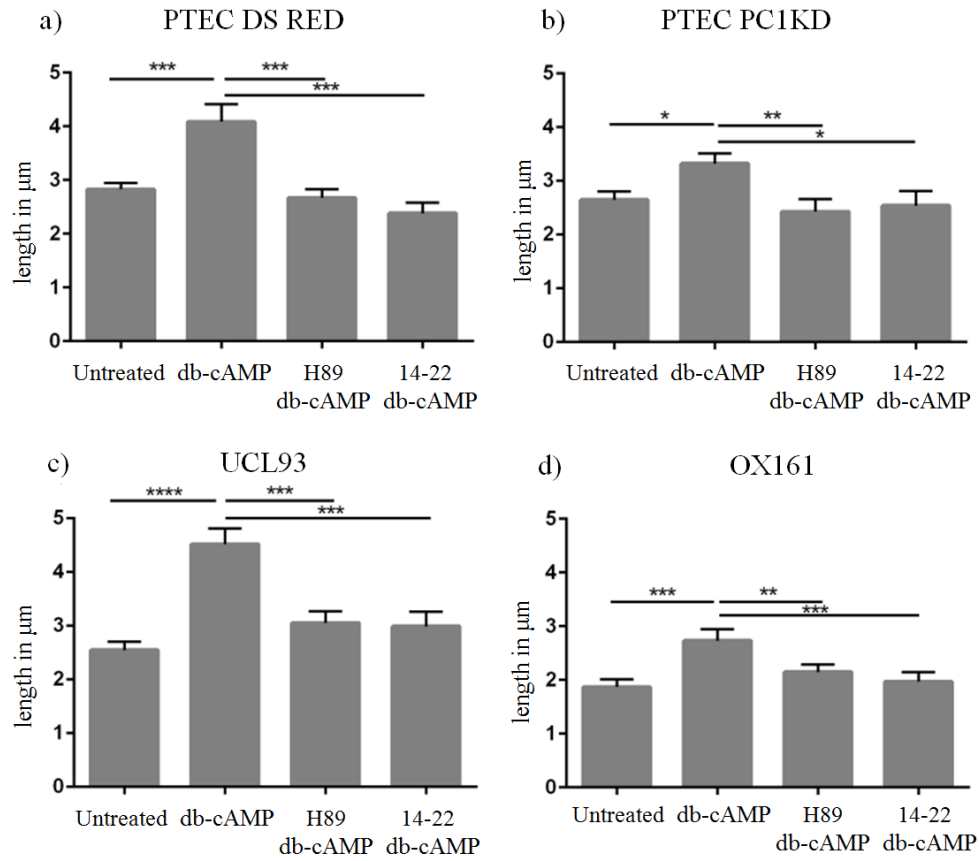 a)
PTEC DS RED
***
***
***
5
4
3
2
1
0
length in µm
Untreated
db-cAMP
H89
db-cAMP
14-22
db-cAMP
b)
PTEC PC1KD
*
**
*
5
4
3
2
1
0
length in µm
Untreated
db-cAMP
H89
db-cAMP
14-22
db-cAMP
c)
UCL93
****
***
***
5
4
3
2
1
0
length in µm
Untreated
db-cAMP
H89
db-cAMP
14-22
db-cAMP
d)
OX161
***
**
***
5
4
3
2
1
0
length in µm
Untreated
db-cAMP
H89
db-cAMP
14-22
db-cAMP